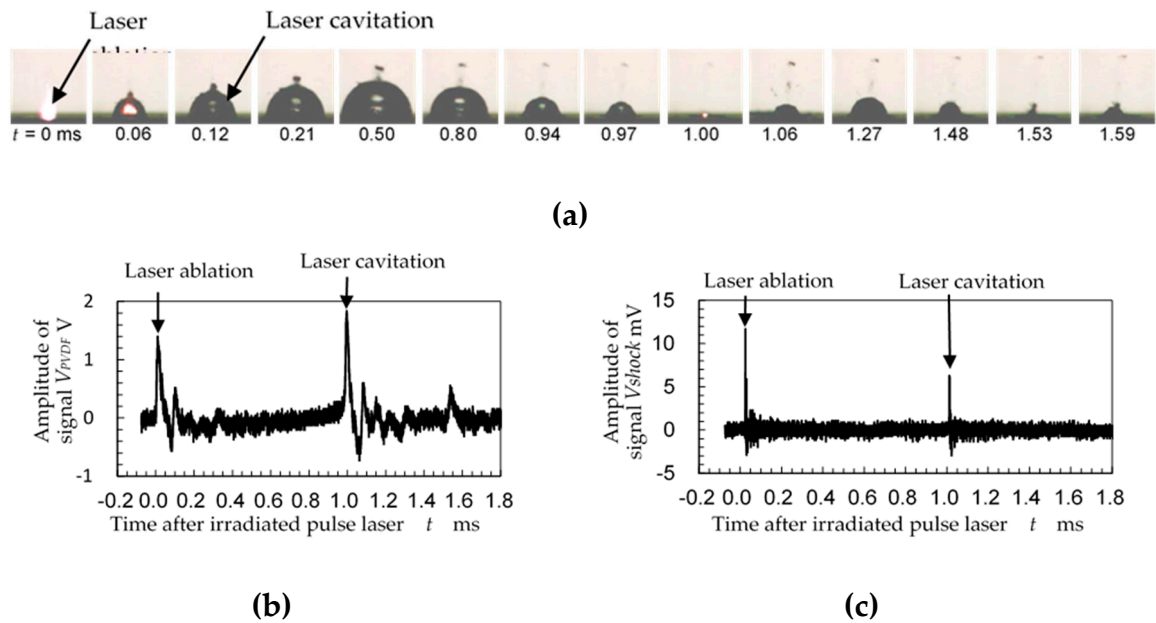 Laser
Laser cavitation
t = 0 ms 0.06 0.12 0.21 0.50 0.80 0.94 0.97 1.00 1.06 1.27 1.48 1.53 1.59
(a)
Laser ablation
Laser cavitation
Amplitude of
signal VPVDF V
2
1
0
-1
-0.2 0.0 0.2 0.4 0.6 0.8 1.0 1.2 1.4 1.6 1.8
Time after irradiated pulse laser t ms
(b)
Laser ablation
Laser cavitation
Amplitude of
signal Vshock mV
15
10
5
0
-5
-0.2 0.0 0.2 0.4 0.6 0.8 1.0 1.2 1.4 1.6 1.8
Time after irradiated pulse laser t ms
(c)